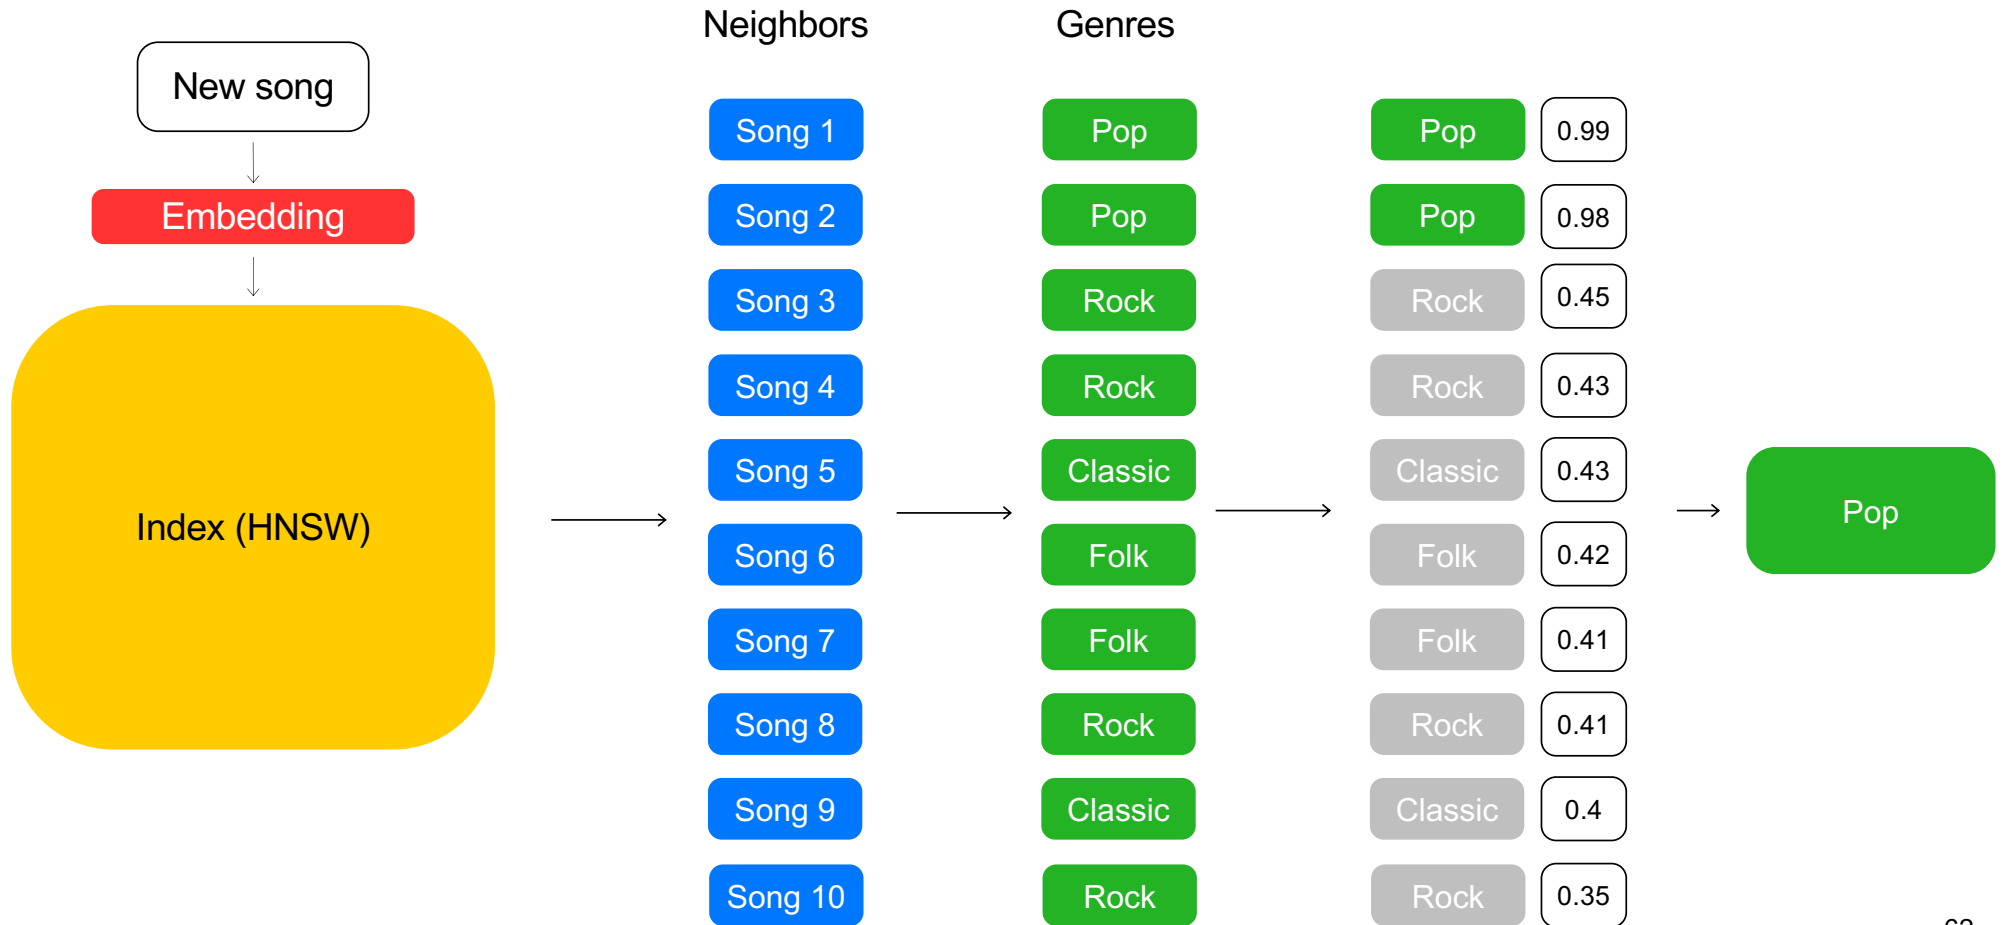 Neighbors
Genres
New song
Embedding
Index (HNSW)
Song 1
Pop
Pop
0.99
Song 2
Pop
Pop
0.98
Song 3
Rock
Rock
0.45
Song 4
Rock
Rock
0.43
Song 5
Classic
Classic
0.43
Song 6
Folk
Folk
0.42
Song 7
Folk
Folk
0.41
Song 8
Rock
Rock
0.41
Song 9
Classic
Classic
0.4
Song 10
Rock
Rock
0.35
Pop